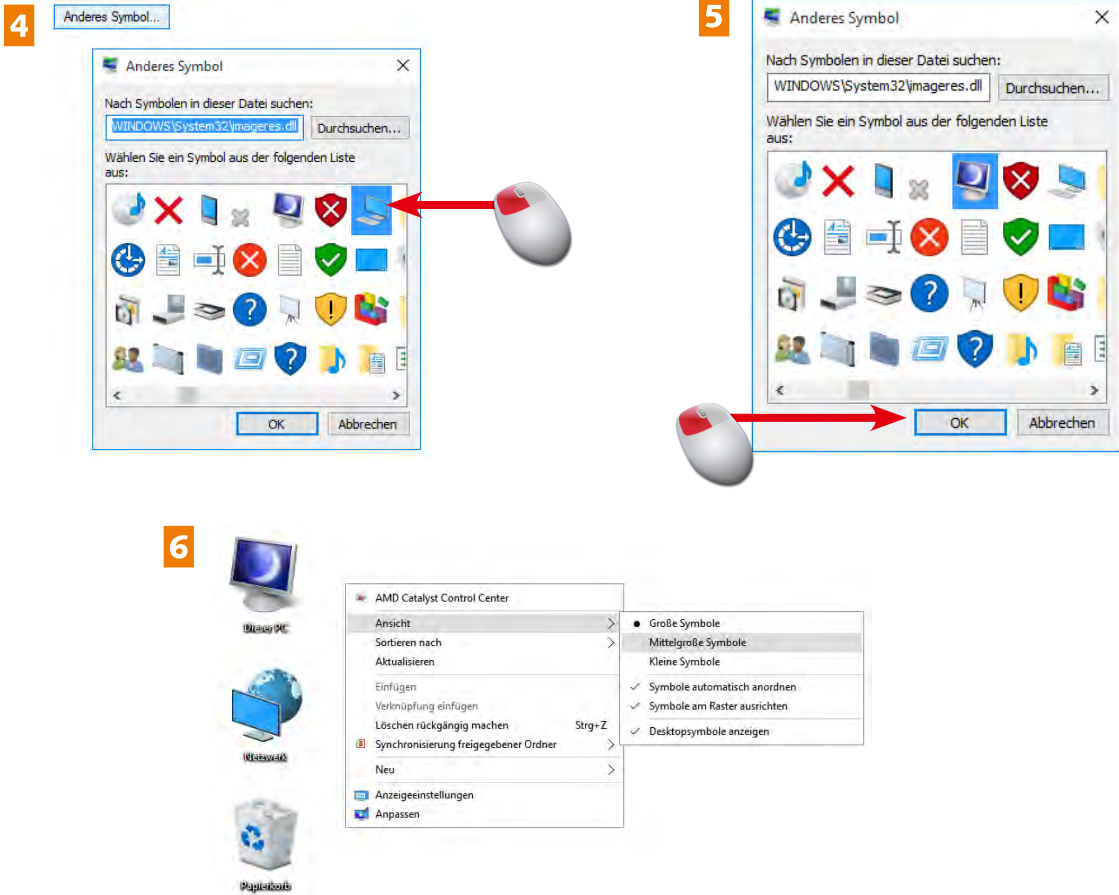 4
Anderes Symbol...
Anderes Symbol
Nach Symbolen in dieser Datei suchen:
WINDOWS\System32\imageres.dll
Durchsuchen...
Wählen Sie ein Symbol aus der folgenden Liste
aus:
OK
Abbrechen
5
Anderes Symbol
Nach Symbolen in dieser Datei suchen:
WINDOWS\System32\imageres.dll
Durchsuchen...
Wählen Sie ein Symbol aus der folgenden Liste
aus:
OK
Abbrechen
6
Dieser PC
Netzwerk
Papierkorb
AMD Catalyst Control Center
Ansicht
Sortieren nach
Aktualisieren
Einfügen
Verknüpfung einfügen
Löschen rückgängig machen Strg+Z
Synchronisierung freigegebener Ordner
Neu
Anzeigeeinstellungen
Anpassen
Große Symbole
Mittelgroße Symbole
Kleine Symbole
Symbole automatisch anordnen
Symbole am Raster ausrichten
Desktopsymbole anzeigen